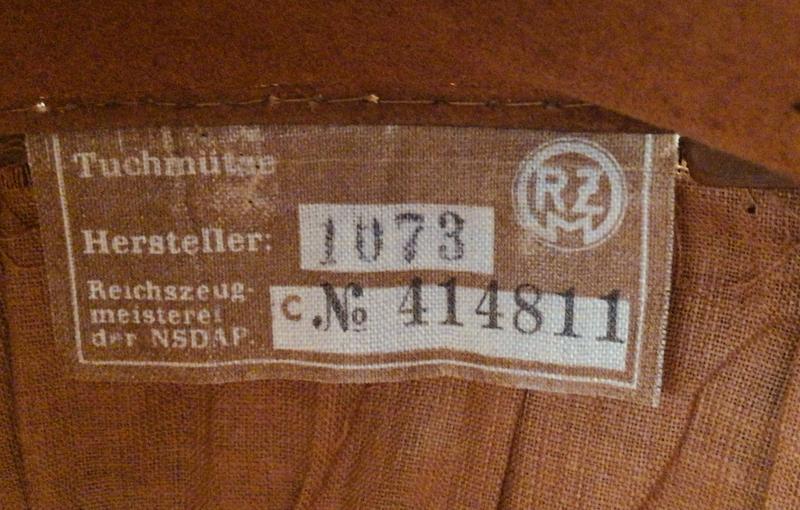 Tuchmütze
RZM
Hersteller: 1073
Reichszeug-
meisterei
der NSDAP.
C № 414811